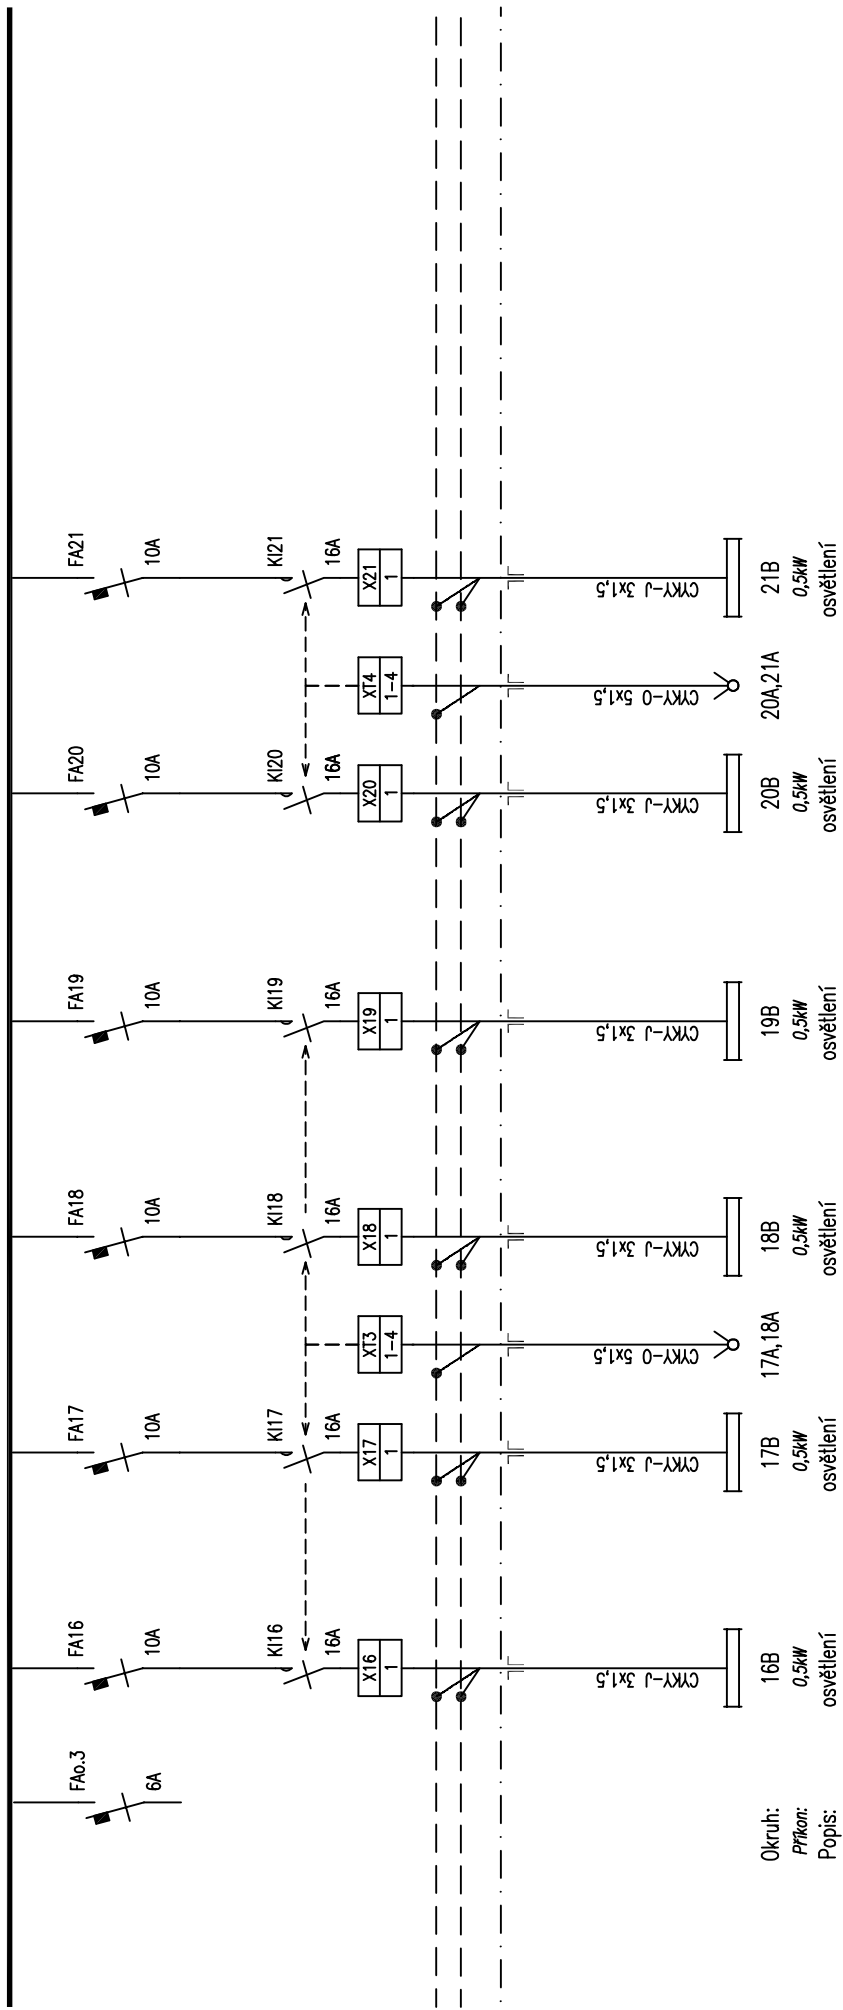 FAo.3
FA16
FA17
FA18
FA19
FA20
FA21
6A
10A
10A
10A
10A
10A
10A
KI16
KI17
KI18
KI19
KI20
KI21
16A
16A
16A
16A
16A
16A
X16
1
X17
1
XT3
1-4
X18
1
X19
1
X20
1
XT4
1-4
X21
1
CYKY-J 3x1,5
CYKY-J 3x1,5
CYKY-O 5x1,5
CYKY-J 3x1,5
CYKY-J 3x1,5
CYKY-J 3x1,5
CYKY-O 5x1,5
CYKY-J 3x1,5
Okruh: 16B 17B 17A,18A 18B 19B 20B 20A,21A 21B
Příkon: 0,5kW 0,5kW 0,5kW 0,5kW 0,5kW 0,5kW
Popis: osvětlení osvětlení osvětlení osvětlení osvětlení osvětlení